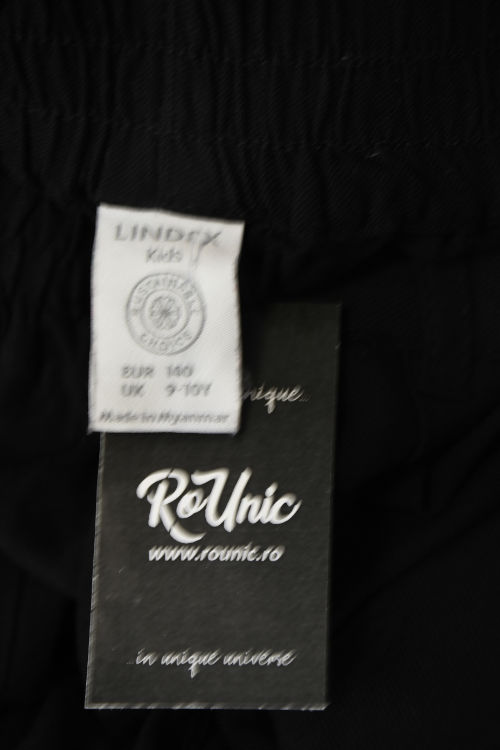 LINDEX
Kids
SUSTAINABLE
CHOICE
EUR 140
UK 9-10Y
Made in Myanmar
RoUnic
www.rounic.ro
...in unique universe